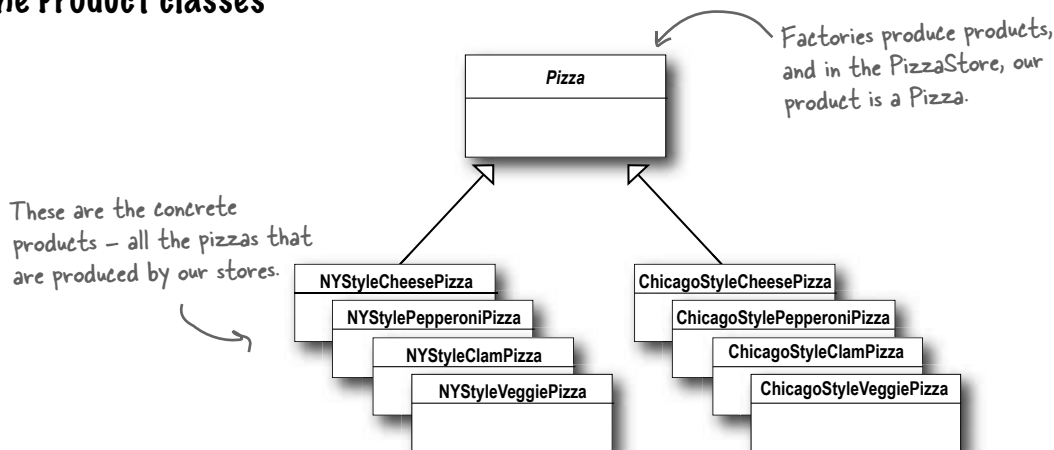 he Product classes
Factories produce products,
and in the PizzaStore, our
product is a Pizza.
Pizza
These are the concrete
products – all the pizzas that
are produced by our stores.
NYStyleCheesePizza
NYStylePepperoniPizza
NYStyleClamPizza
NYStyleVeggiePizza
ChicagoStyleCheesePizza
ChicagoStylePepperoniPizza
ChicagoStyleClamPizza
ChicagoStyleVeggiePizza